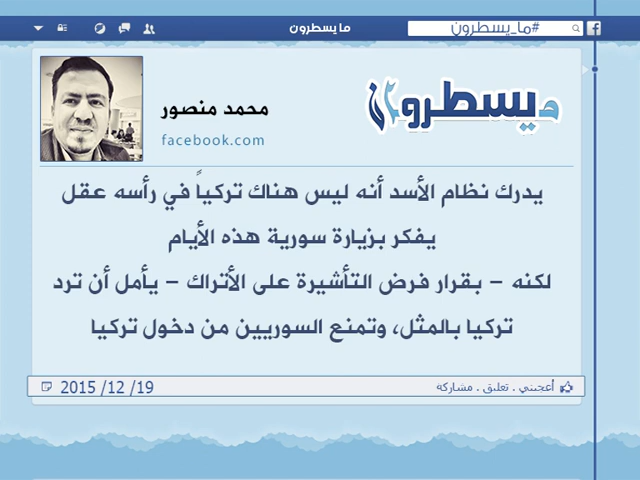 #ما_يسطرون
ما يسطرون
ما يسطرون
محمد منصور
facebook.com
يدرك نظام الأسد أنه ليس هناك تركياً في رأسه عقل
يفكر بزيارة سورية هذه الأيام
لكنه – بقرار فرض التأشيرة على الأتراك – يأمل أن ترد
تركيا بالمثل، وتمنع السوريين من دخول تركيا
أعجبني . تعليق . مشاركة
2015 /12 /19